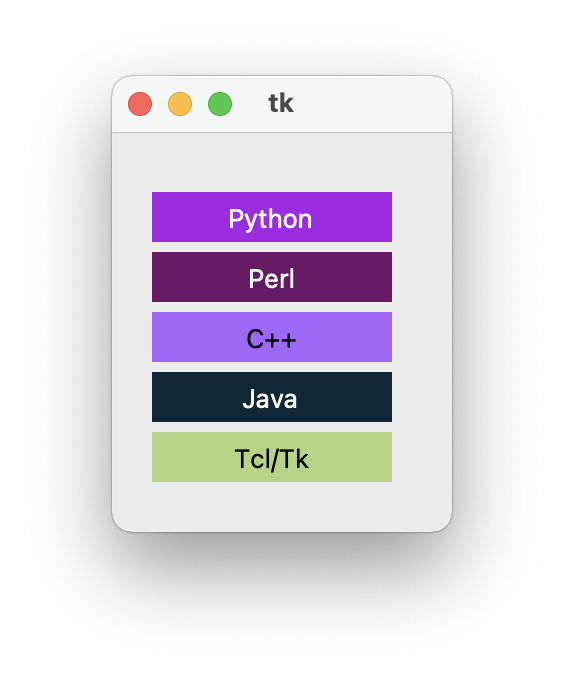 tk
Python
Perl
C++
Java
Tcl/Tk